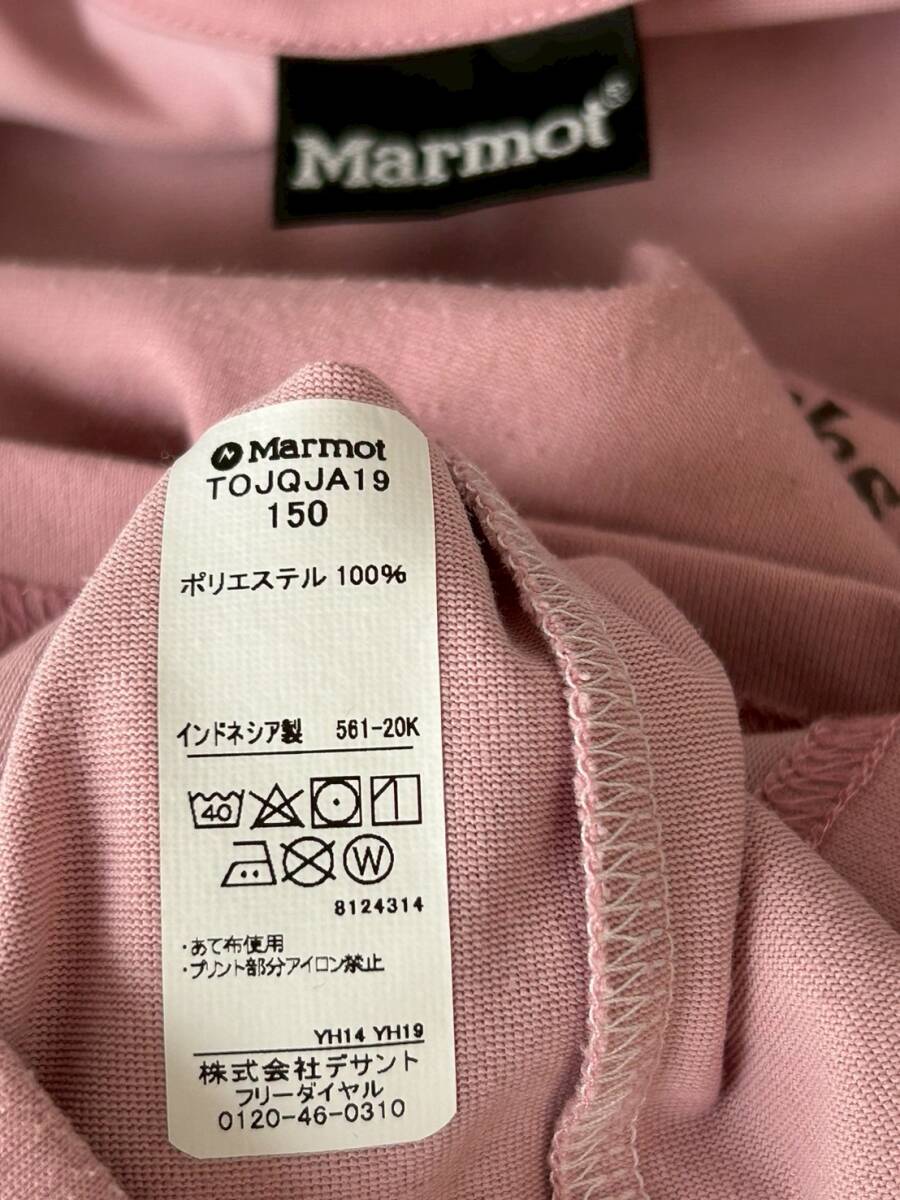 Marmot®
Marmot
TOJQJA19
150
ポリエステル 100%
インドネシア製 561-20K
40
W
8124314
・あて布使用
・プリント部分アイロン禁止
YH14 YH19
株式会社デサント
フリーダイヤル
0120-46-0310